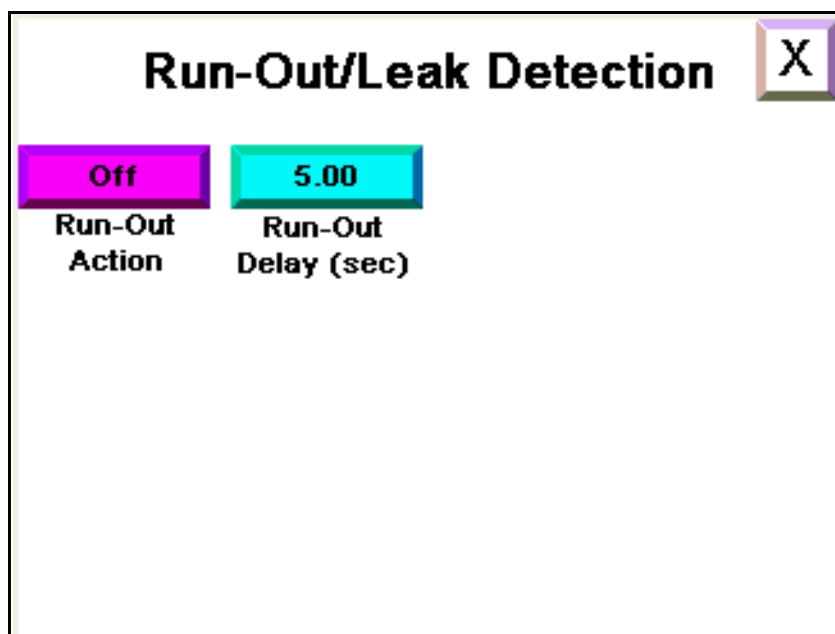 Run-Out/Leak Detection
X
Off
Run-Out
Action
5.00
Run-Out
Delay (sec)